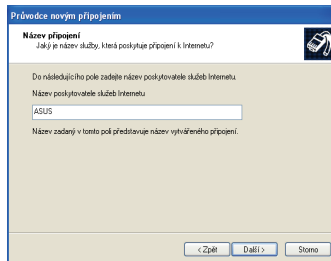 Průvodce novým připojením
Název připojení
Jaký je název služby, která poskytuje připojení k Internetu?
Do následujícího pole zadejte název poskytovatele služeb Internetu.
Název poskytovatele služeb Internetu
ASUS
Název zadaný v tomto poli představuje název vytvářeného připojení.
< Zpět
Další >
Storno